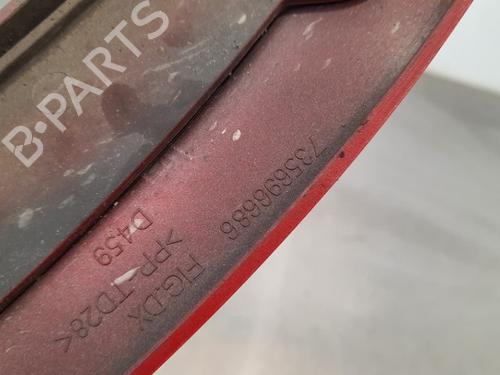 B-PARTS
735696686
FIG.DX
>PP-TD28<
D459